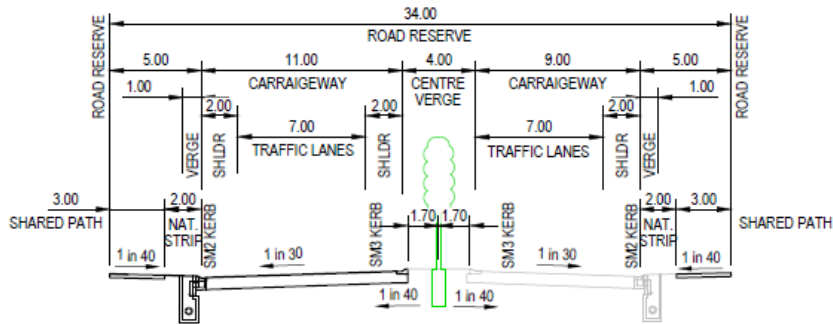 34.00
ROAD RESERVE
ROAD RESERVE
ROAD RESERVE
5.00
11.00
4.00
9.00
5.00
CARRAIGEWAY
CENTRE
VERGE
CARRAIGEWAY
1.00
1.00
2.00
2.00
2.00
7.00
7.00
TRAFFIC LANES
TRAFFIC LANES
VERGE
SHLDR
SHLDR
SHLDR
VERGE
3.00
2.00
1.70
1.70
2.00
3.00
SHARED PATH
NAT.
STRIP
SM2 KERB
SM3 KERB
SM3 KERB
SM2 KERB
NAT.
STRIP
SHARED PATH
1 in 40
1 in 30
1 in 30
1 in 40
1 in 40
1 in 40